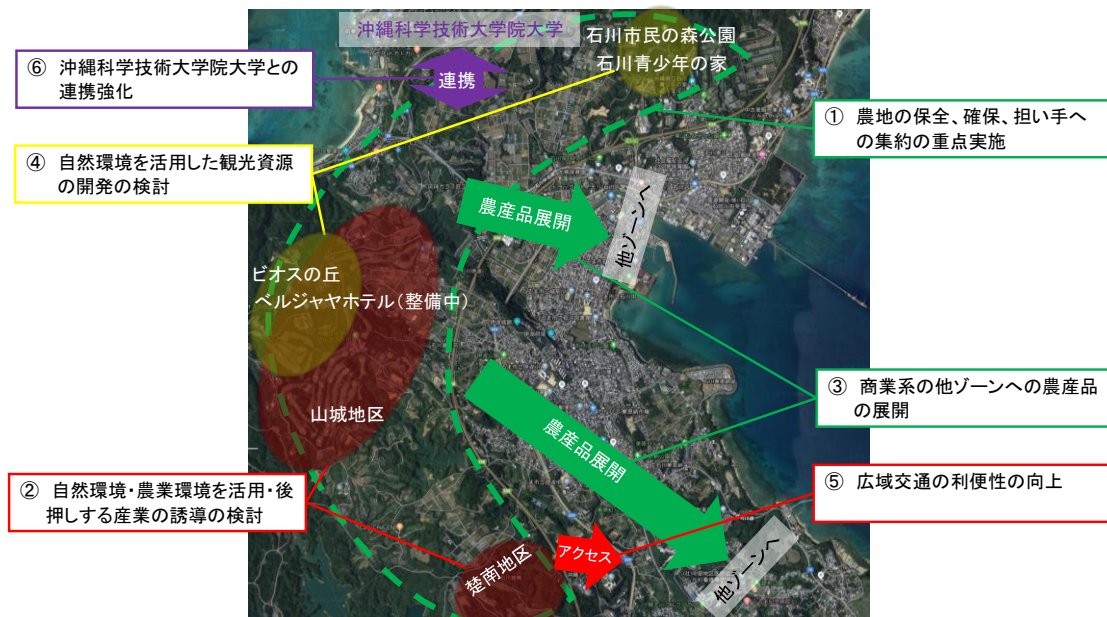 沖縄科学技術大学院大学
連携
石川市民の森公園
石川青少年の家
⑥ 沖縄科学技術大学院大学との
連携強化
① 農地の保全、確保、担い手へ
の集約の重点実施
④ 自然環境を活用した観光資源
の開発の検討
農産品展開
他ゾーンへ
ビオスの丘
ベルジャヤホテル(整備中)
山城地区
③ 商業系の他ゾーンへの農産品
の展開
農産品展開
② 自然環境・農業環境を活用・後
押しする産業の誘導の検討
⑤ 広域交通の利便性の向上
楚南地区
アクセス
他ゾーンへ